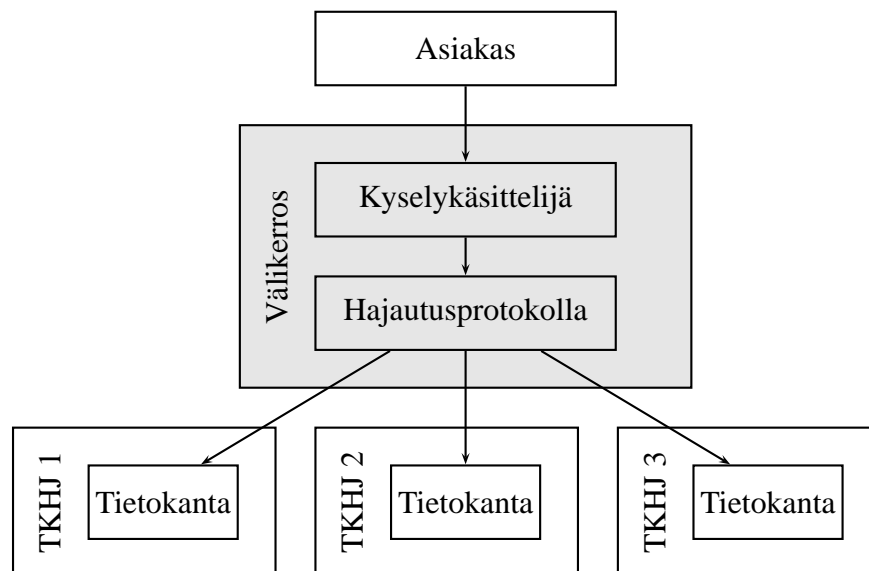 Asiakas
Välikerros
Kyselykäsittelijä
Hajautusprotokolla
TKHJ 1
Tietokanta
TKHJ 2
Tietokanta
TKHJ 3
Tietokanta